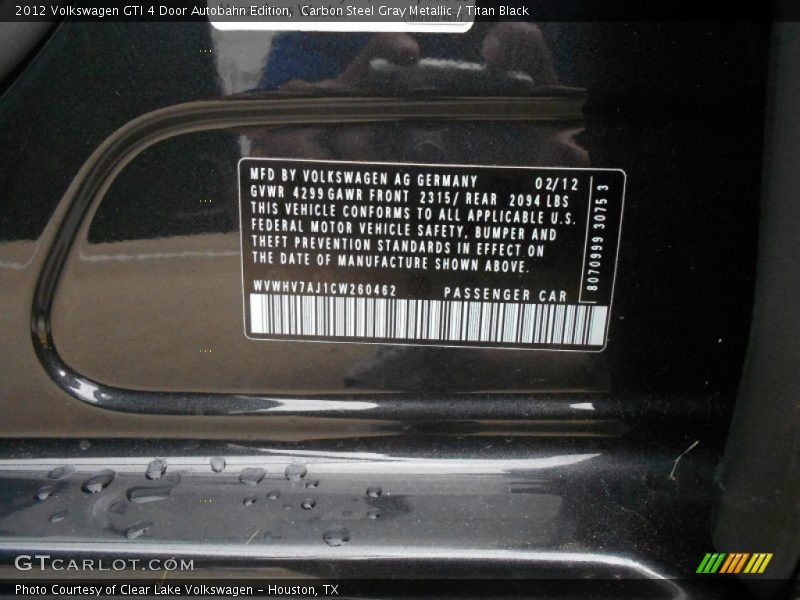 2012 Volkswagen GTI 4 Door Autobahn Edition,  Carbon Steel Gray Metallic / Titan Black
MFD BY VOLKSWAGEN AG GERMANY 02/12
GVWR 4299 GAWR FRONT 2315/ REAR 2094 LBS
THIS VEHICLE CONFORMS TO ALL APPLICABLE U.S.
FEDERAL MOTOR VEHICLE SAFETY, BUMPER AND
THEFT PREVENTION STANDARDS IN EFFECT ON
THE DATE OF MANUFACTURE SHOWN ABOVE.
WVWHV7AJ1CW260462 PASSENGER CAR
8070999 3075 3
GTCARLOT.COM
Photo Courtesy of Clear Lake Volkswagen - Houston, TX